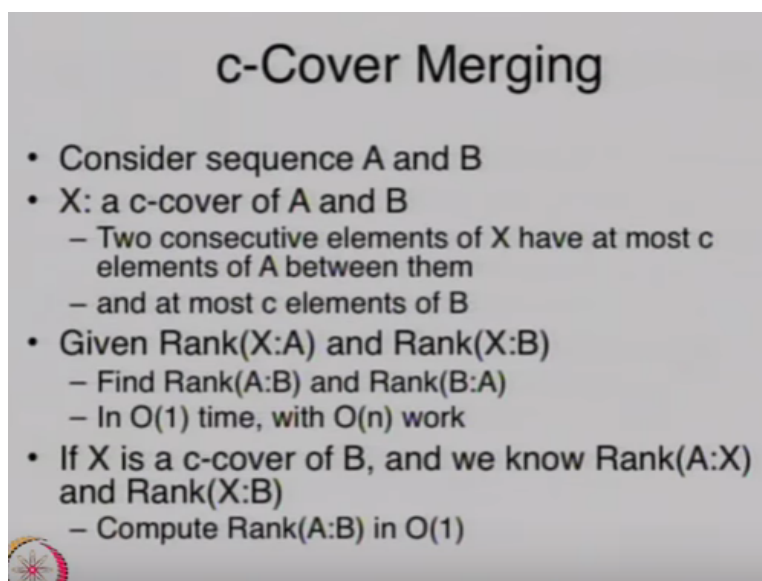 c-Cover Merging
• Consider sequence A and B
• X: a c-cover of A and B
– Two consecutive elements of X have at most c
elements of A between them
– and at most c elements of B
• Given Rank(X:A) and Rank(X:B)
– Find Rank(A:B) and Rank(B:A)
– In O(1) time, with O(n) work
• If X is a c-cover of B, and we know Rank(A:X)
and Rank(X:B)
– Compute Rank(A:B) in O(1)